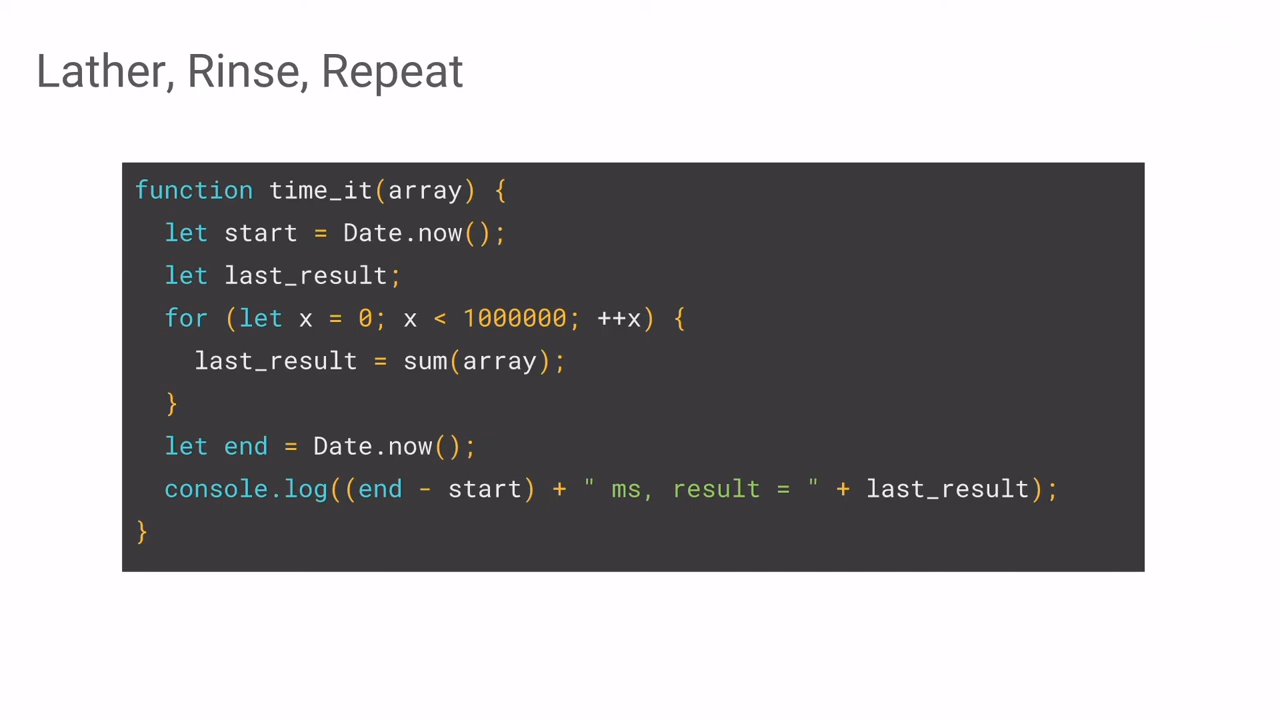 Lather, Rinse, Repeat
function time_it(array) {
  let start = Date.now();
  let last_result;
  for (let x = 0; x < 1000000; ++x) {
    last_result = sum(array);
  }
  let end = Date.now();
  console.log((end - start) + " ms, result = " + last_result);
}